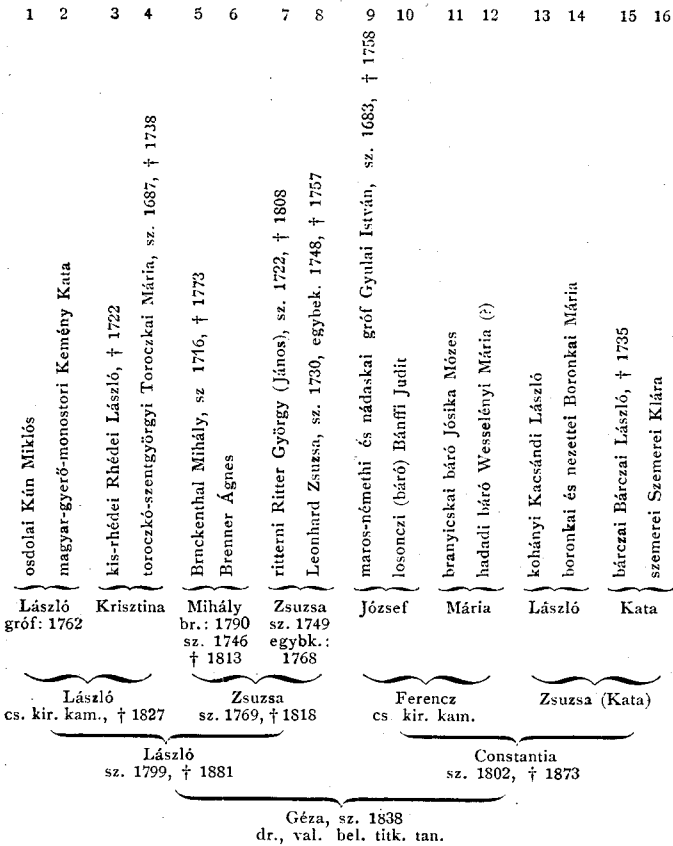 1 2 3 4 5 6 7 8 9 10 11 12 13 14 15 16
osdolai Kún Miklós
magyar-gyerő-monostori Kemény Kata
kis-rhédei Rhédei László, † 1722
toroczkó-szentgyörgyi Toroczkai Mária, sz. 1687, † 1738
Bruckenthal Mihály, sz 1716, † 1773
Brenner Ágnes
ritterni Ritter György (János), sz. 1722, † 1808
Leonhard Zsuzsa, sz. 1730, egybek. 1748, † 1757
maros-némethi és nádaskai gróf Gyulai István, sz. 1683, † 1758
losonczi (báró) Bánffi Judit
branyicskai báró Jósika Mózes
hadadi báró Wesselényi Mária (?)
kohányi Kacsándi László
boronkai és nezettei Boronkai Mária
bárczai Bárczai László, † 1735
szemerei Szemerei Klára
László
gróf: 1762
Krisztina
Mihály
br.: 1790
sz. 1746
† 1813
Zsuzsa
sz. 1749
egybk.:
1768
József
Mária
László
Kata
László
cs. kir. kam., † 1827
Zsuzsa
sz. 1769, † 1818
Ferencz
cs. kir. kam.
Zsuzsa (Kata)
László
sz. 1799, † 1881
Constantia
sz. 1802, † 1873
Géza, sz. 1838
dr., val. bel. titk. tan.